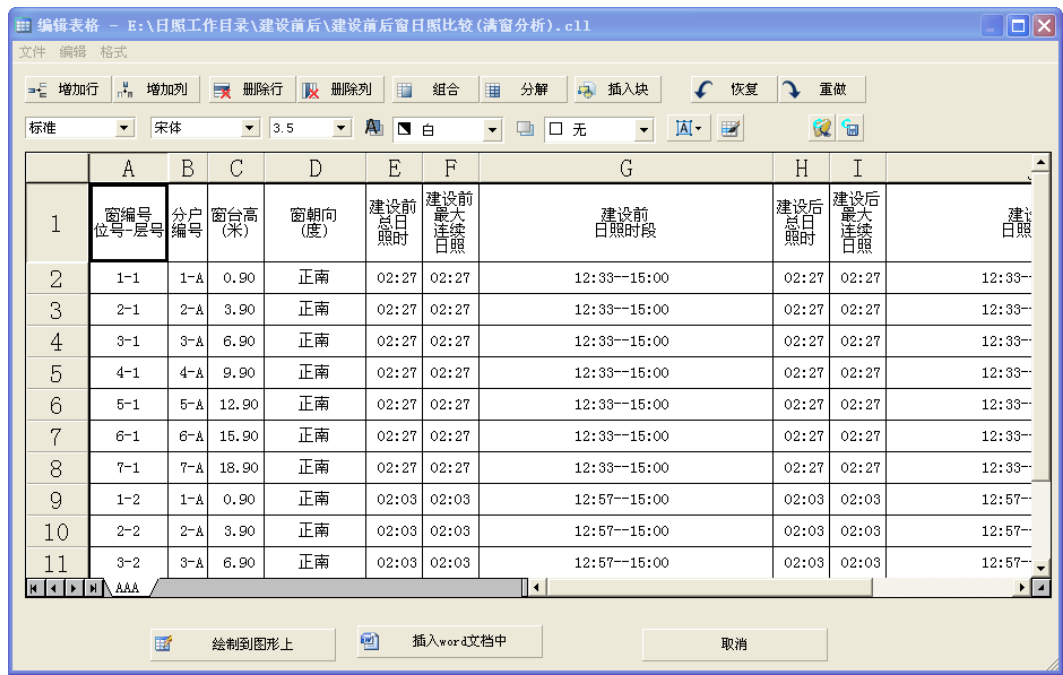 编辑表格 - E:\日照工作目录\建设前后\建设前后窗日照比较(满窗分析).cll
文件 编辑 格式
增加行 增加列 删除行 删除列 组合 分解 插入块 恢复 重做
标准 宋体 3.5 白 无
A B C D E F G H I
1 窗编号 位号-层号 分户 编号 窗台高 (米) 窗朝向 (度) 建设前 总日 照时 建设前 最大 连续 日照 建设前 日照时段 建设后 总日 照时 建设后 最大 连续 日照
2 1-1 1-A 0.90 正南 02:27 02:27 12:33--15:00 02:27 02:27 12:33--
3 2-1 2-A 3.90 正南 02:27 02:27 12:33--15:00 02:27 02:27 12:33--
4 3-1 3-A 6.90 正南 02:27 02:27 12:33--15:00 02:27 02:27 12:33--
5 4-1 4-A 9.90 正南 02:27 02:27 12:33--15:00 02:27 02:27 12:33--
6 5-1 5-A 12.90 正南 02:27 02:27 12:33--15:00 02:27 02:27 12:33--
7 6-1 6-A 15.90 正南 02:27 02:27 12:33--15:00 02:27 02:27 12:33--
8 7-1 7-A 18.90 正南 02:27 02:27 12:33--15:00 02:27 02:27 12:33--
9 1-2 1-A 0.90 正南 02:03 02:03 12:57--15:00 02:03 02:03 12:57--
10 2-2 2-A 3.90 正南 02:03 02:03 12:57--15:00 02:03 02:03 12:57--
11 3-2 3-A 6.90 正南 02:03 02:03 12:57--15:00 02:03 02:03 12:57--
AAA
绘制到图形上 插入word文档中 取消